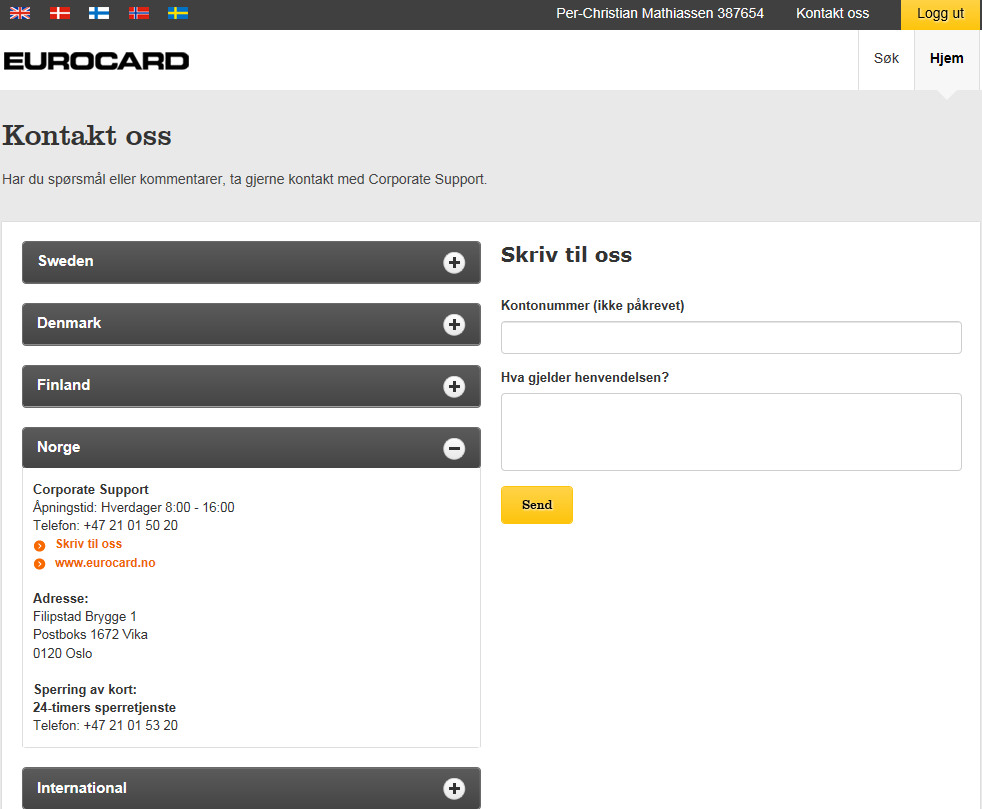 Per-Christian Mathiassen 387654 Kontakt oss Logg ut
EUROCARD Søk Hjem
Kontakt oss
Har du spørsmål eller kommentarer, ta gjerne kontakt med Corporate Support.
Sweden
Denmark
Finland
Norge
Corporate Support
Åpningstid: Hverdager 8:00 - 16:00
Telefon: +47 21 01 50 20
Skriv til oss
www.eurocard.no
Adresse:
Filipstad Brygge 1
Postboks 1672 Vika
0120 Oslo
Sperring av kort:
24-timers sperretjenste
Telefon: +47 21 01 53 20
International
Skriv til oss
Kontonummer (ikke påkrevet)
Hva gjelder henvendelsen?
Send